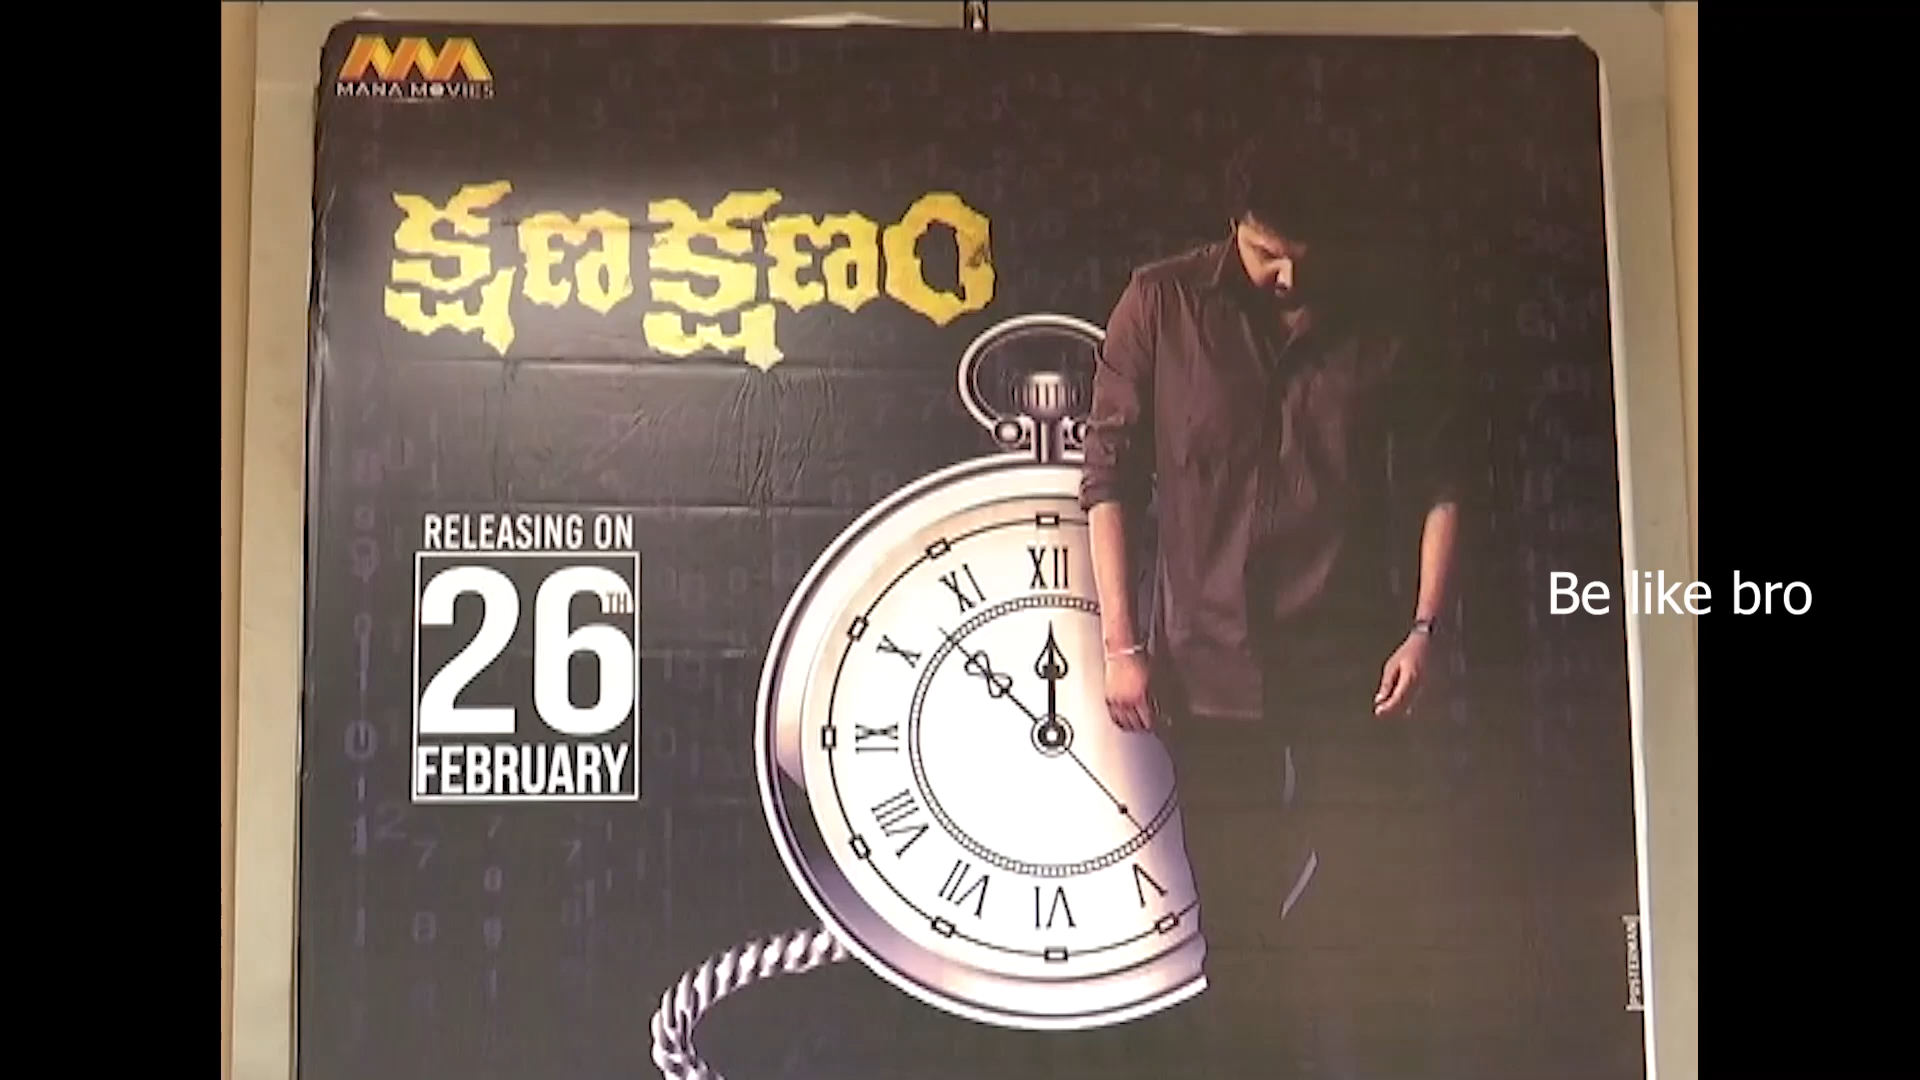 MANA MOVIES
క్షణక్షణం
RELEASING ON
26TH
FEBRUARY
XII
XI
X
IX
VIII
VII
VI
V
Be like bro